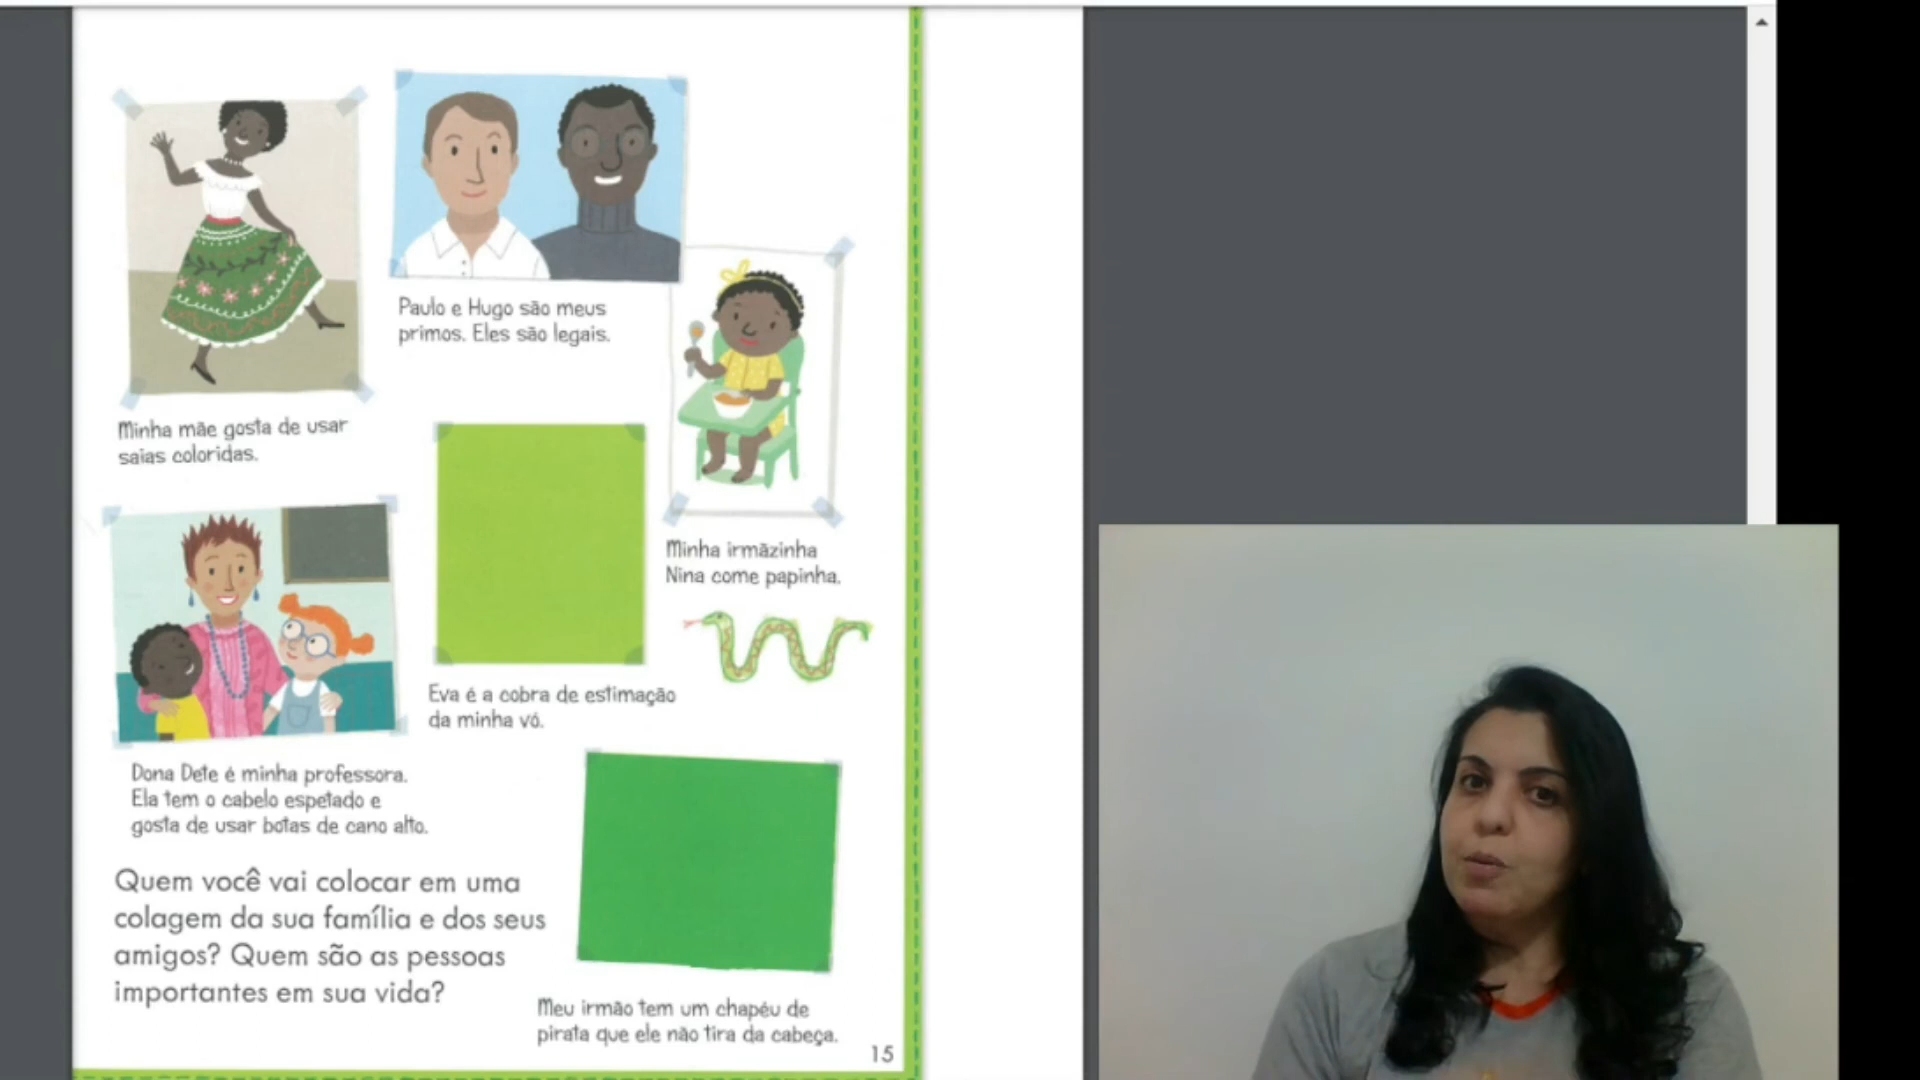 Minha mãe gosta de usar
saias coloridas.
Paulo e Hugo são meus
primos. Eles são legais.
Minha irmãzinha
Nina come papinha.
Eva é a cobra de estimação
da minha vó.
Dona Dete é minha professora.
Ela tem o cabelo espetado e
gosta de usar botas de cano alto.
Quem você vai colocar em uma
colagem da sua família e dos seus
amigos? Quem são as pessoas
importantes em sua vida?
Meu irmão tem um chapéu de
pirata que ele não tira da cabeça.
15